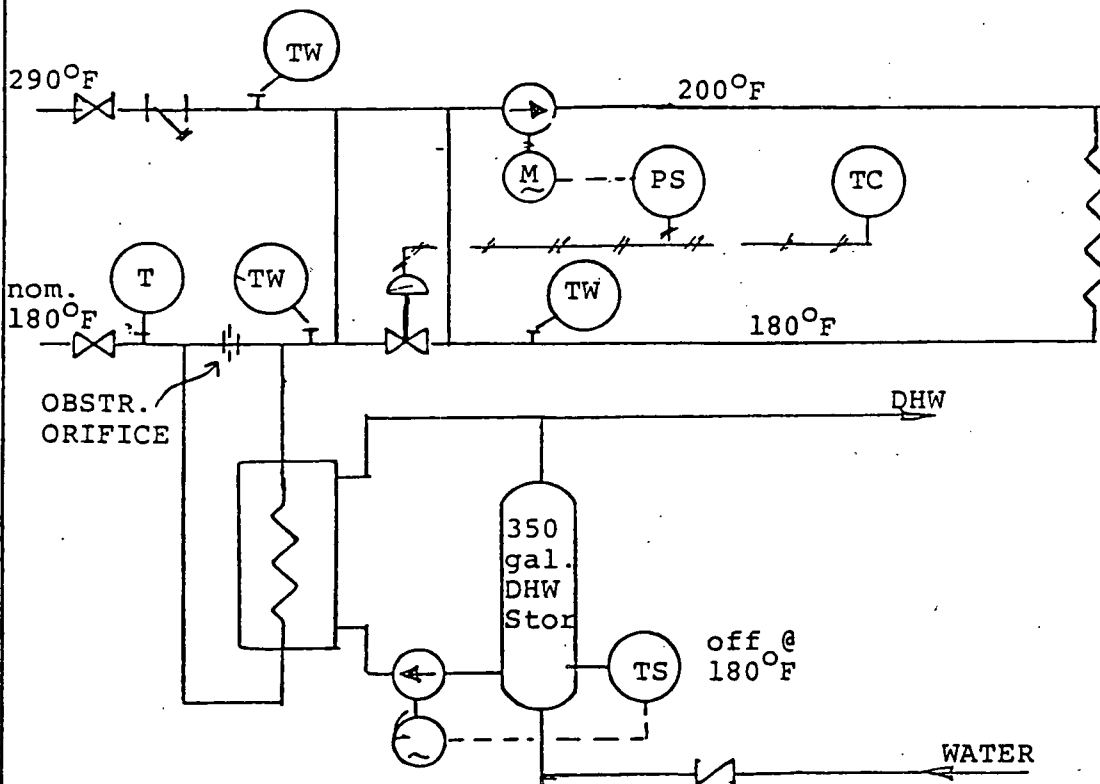 TW
290°F
200°F
M
PS
TC
T
TW
TW
nom.
180°F
180°F
OBSTR.
ORIFICE
DHW
350
gal.
DHW
Stor
TS
off @
180°F
WATER